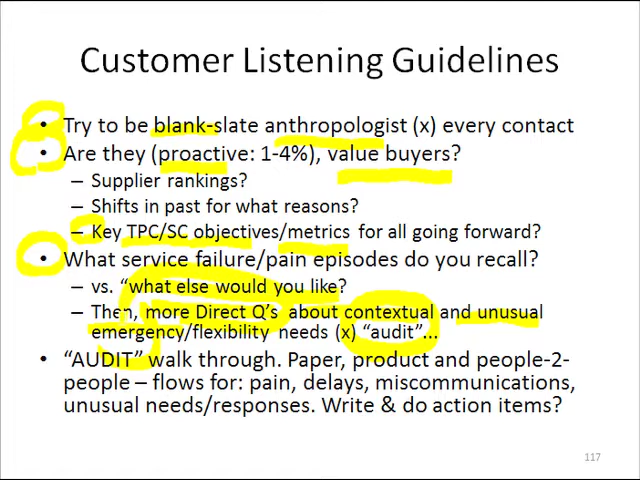 Customer Listening Guidelines
• Try to be blank-slate anthropologist (x) every contact
• Are they (proactive: 1-4%), value buyers?
– Supplier rankings?
– Shifts in past for what reasons?
– Key TPC/SC objectives/metrics for all going forward?
• What service failure/pain episodes do you recall?
– vs. “what else would you like?
– Then, more Direct Q’s about contextual and unusual
emergency/flexibility needs (x) “audit”...
• “AUDIT” walk through. Paper, product and people-2-
people – flows for: pain, delays, miscommunications,
unusual needs/responses. Write & do action items?
117